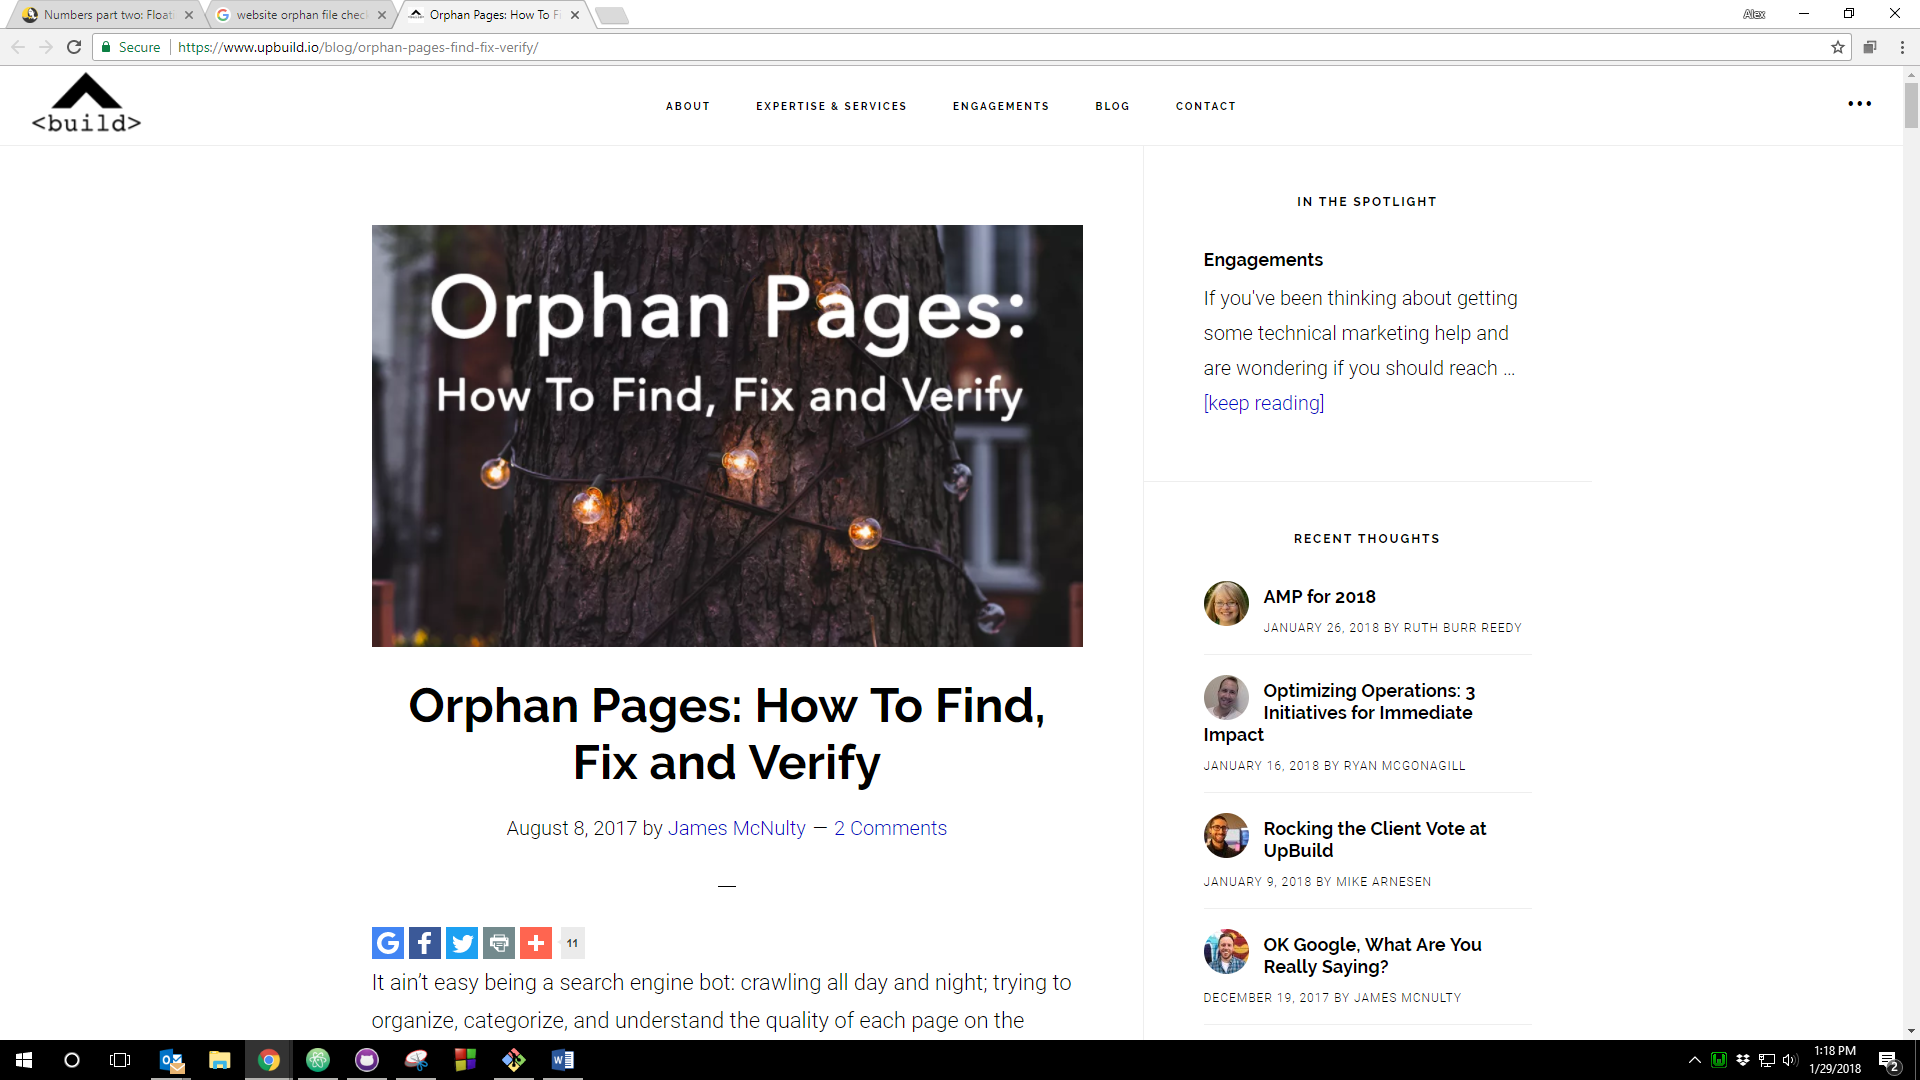 Numbers part two: Floati
website orphan file check
Orphan Pages: How To Fi
Alex
Secure
https://www.upbuild.io/blog/orphan-pages-find-fix-verify/
<build>
ABOUT
EXPERTISE & SERVICES
ENGAGEMENTS
BLOG
CONTACT
Orphan Pages:
How To Find, Fix and Verify
Orphan Pages: How To Find,
Fix and Verify
August 8, 2017 by James McNulty — 2 Comments
11
It ain’t easy being a search engine bot: crawling all day and night; trying to
organize, categorize, and understand the quality of each page on the
IN THE SPOTLIGHT
Engagements
If you've been thinking about getting
some technical marketing help and
are wondering if you should reach ...
[keep reading]
RECENT THOUGHTS
AMP for 2018
JANUARY 26, 2018 BY RUTH BURR REEDY
Optimizing Operations: 3
Initiatives for Immediate
Impact
JANUARY 16, 2018 BY RYAN MCGONAGILL
Rocking the Client Vote at
UpBuild
JANUARY 9, 2018 BY MIKE ARNESEN
OK Google, What Are You
Really Saying?
DECEMBER 19, 2017 BY JAMES MCNULTY
1:18 PM
1/29/2018
2